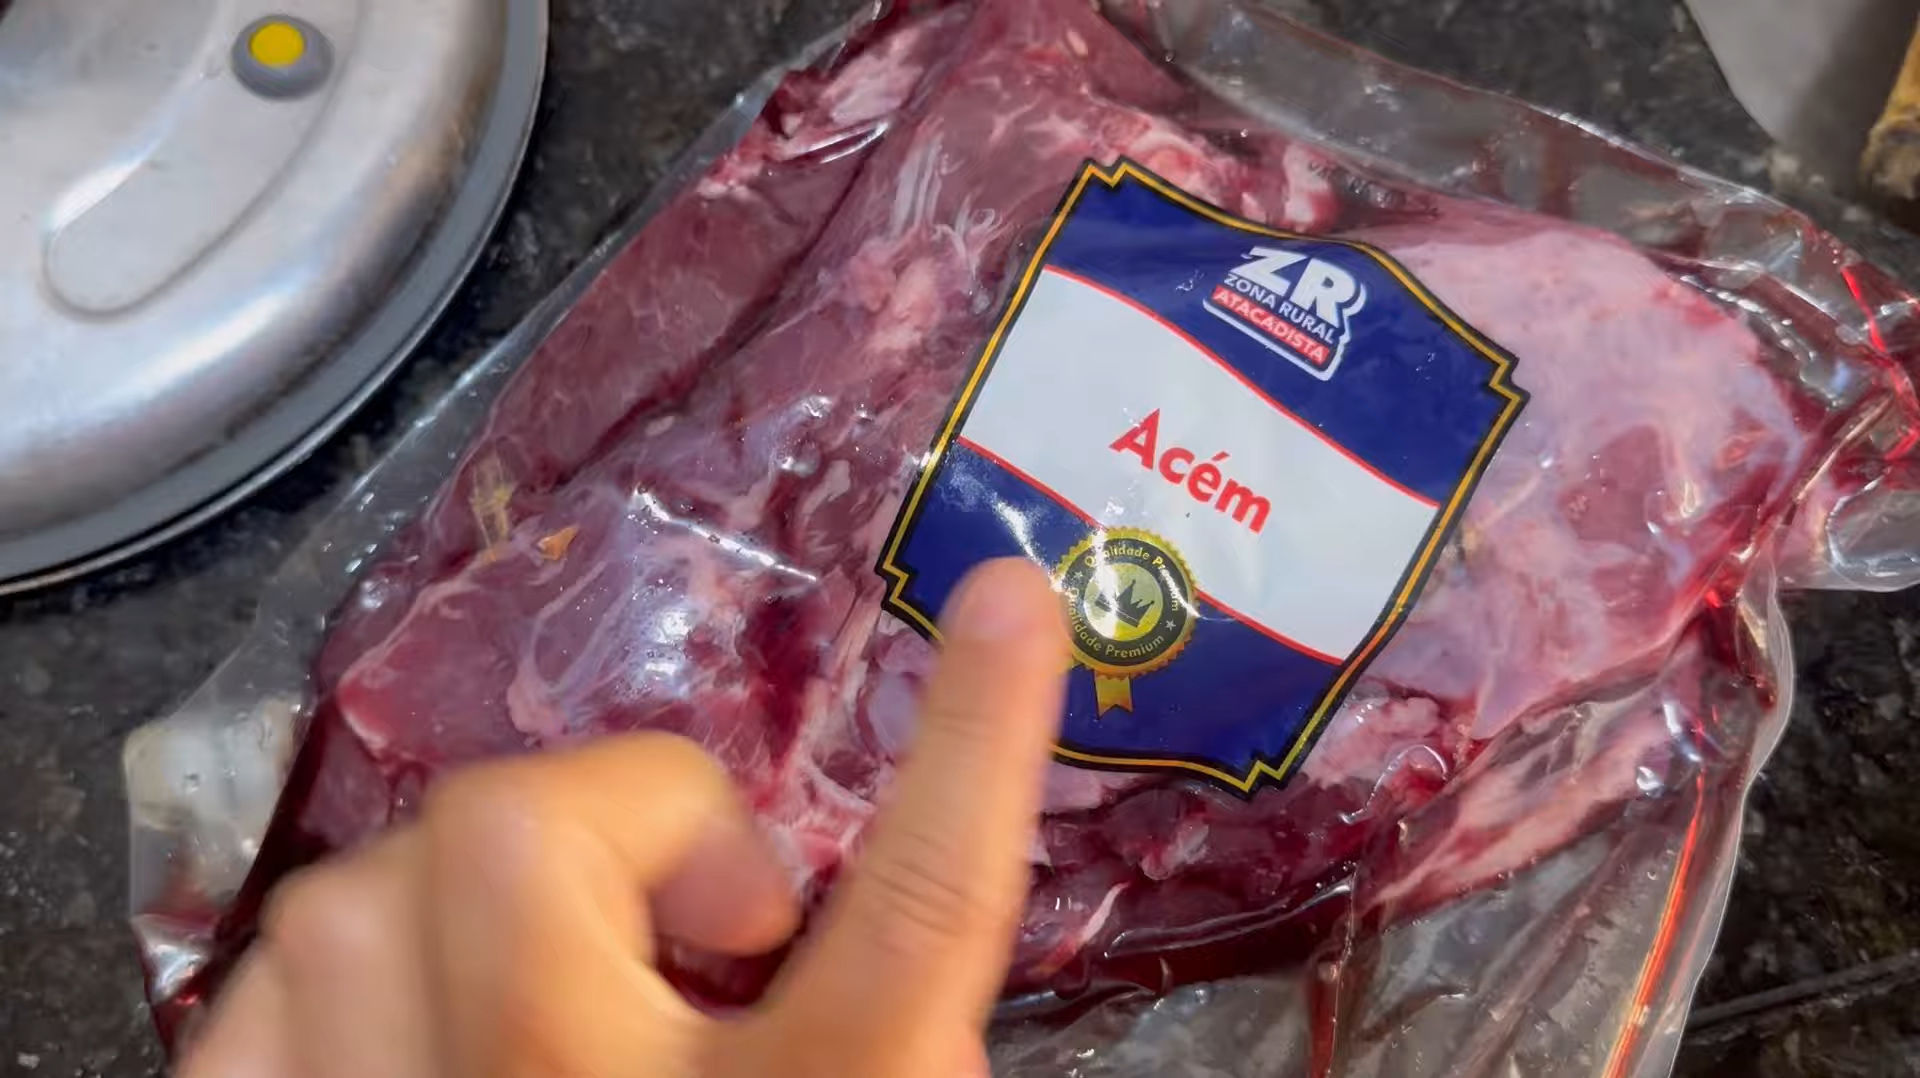 ZR
ZONA RURAL
ATACADISTA
Acém
Qualidade Premium
Qualidade Premium